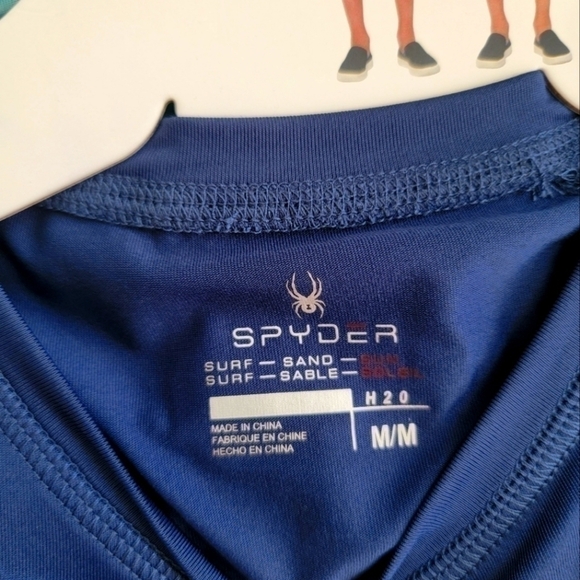 SPYDER
SURF — SAND — SUN
SURF — SABLE — SOLEIL
H20
MADE IN CHINA
FABRIQUE EN CHINE
HECHO EN CHINA
M/M